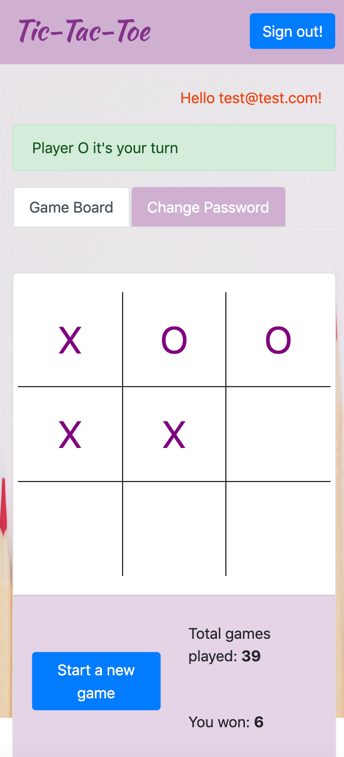 Tic-Tac-Toe
Sign out!
Hello test@test.com!
Player O it's your turn
Game Board
Change Password
X O O
X X
Start a new
game
Total games
played: 39
You won: 6